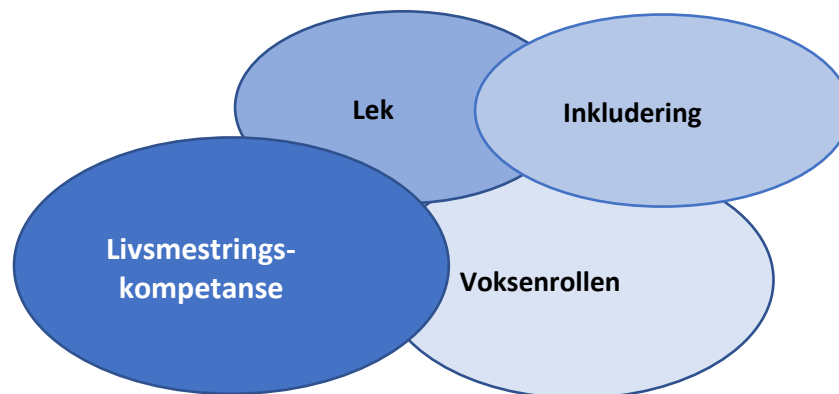 Lek
Inkludering
Livsmestrings-
kompetanse
Voksenrollen